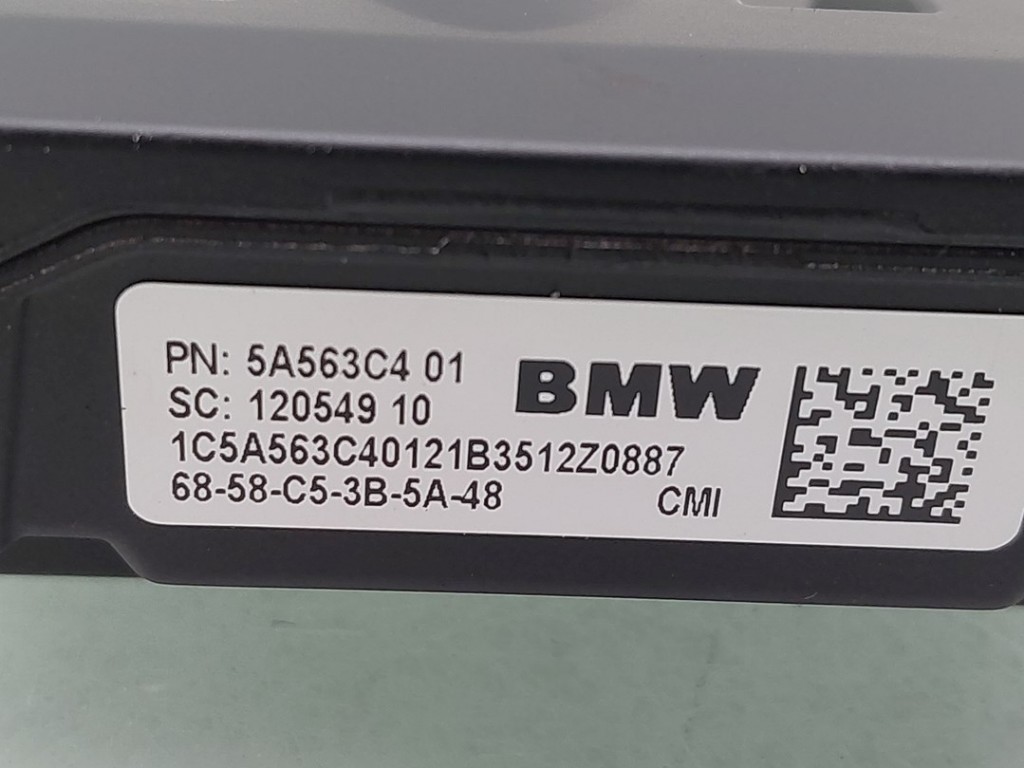 PN: 5A563C4 01
SC: 120549 10
BMW
1C5A563C40121B3512Z0887
68-58-C5-3B-5A-48
CMI